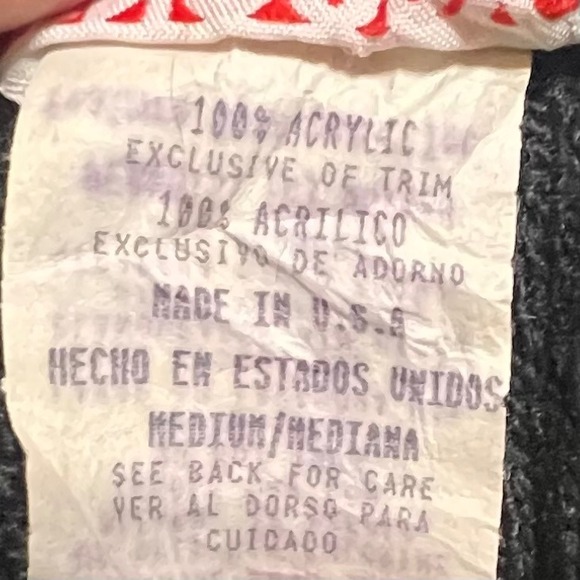 100% ACRYLIC
EXCLUSIVE OF TRIM
100% ACRILICO
EXCLUSIVO DE ADORNO
MADE IN U.S.A
HECHO EN ESTADOS UNIDOS
MEDIUM/MEDIANA
SEE BACK FOR CARE
VER AL DORSO PARA
CUIDADO